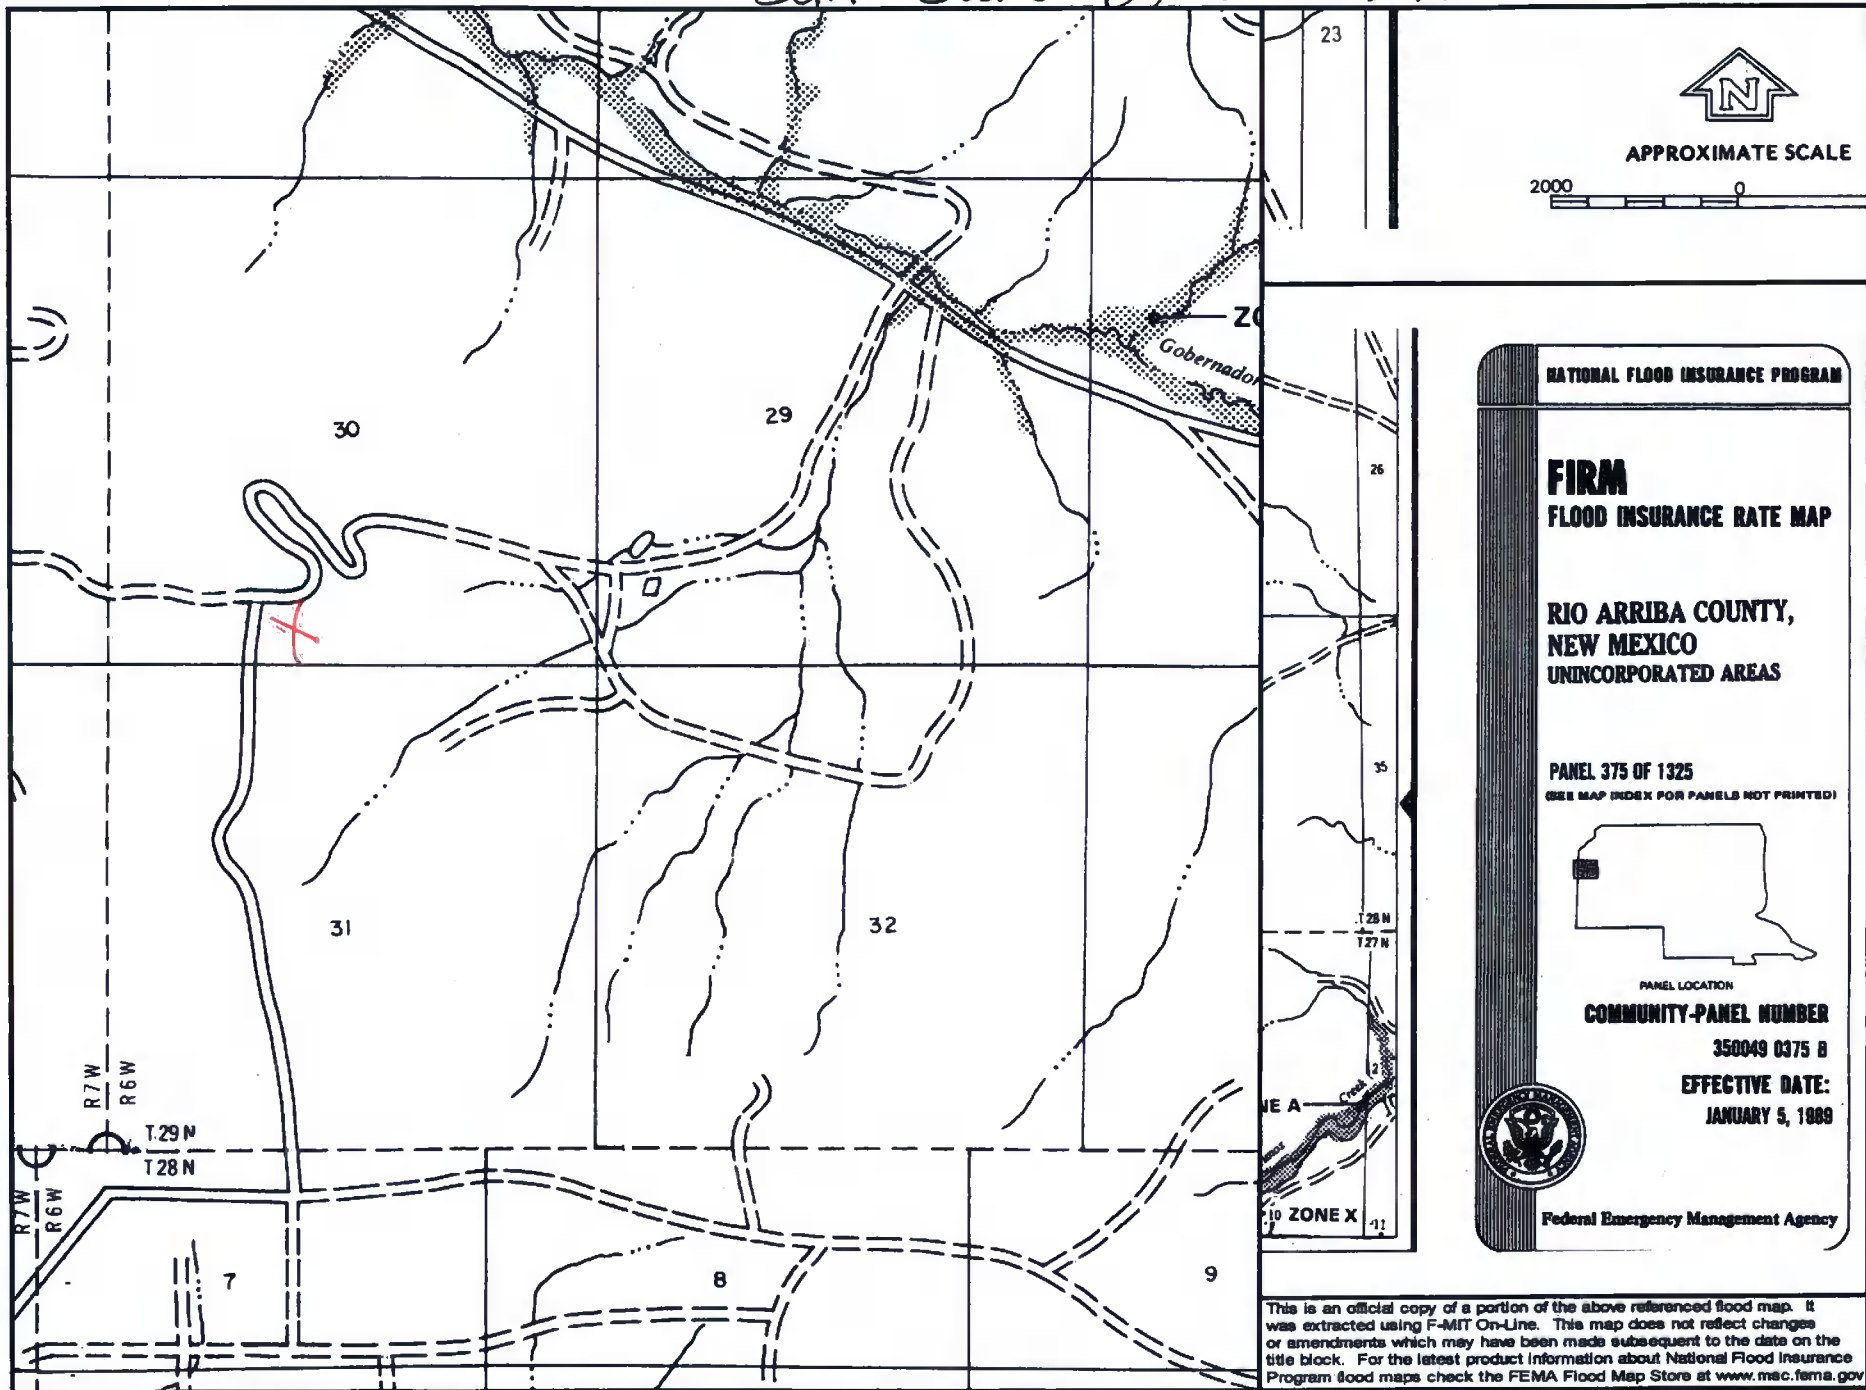 23
N
APPROXIMATE SCALE
2000 0
ZO
Gobernador
NATIONAL FLOOD INSURANCE PROGRAM
30
29
26
FIRM
FLOOD INSURANCE RATE MAP
RIO ARRIBA COUNTY,
NEW MEXICO
UNINCORPORATED AREAS
35
PANEL 375 OF 1325
(SEE MAP INDEX FOR PANELS NOT PRINTED)
31
32
T28N
T27N
PANEL LOCATION
COMMUNITY-PANEL NUMBER
350049 0375 B
EFFECTIVE DATE:
JANUARY 5, 1989
R7W
R6W
2
Creek
NE A
T.29N
T28N
R7W
R6W
10 ZONE X 11
Federal Emergency Management Agency
7
8
9
This is an official copy of a portion of the above referenced flood map. It
was extracted using F-MIT On-Line. This map does not reflect changes
or amendments which may have been made subsequent to the date on the
title block. For the latest product information about National Flood Insurance
Program flood maps check the FEMA Flood Map Store at www.msc.fema.gov